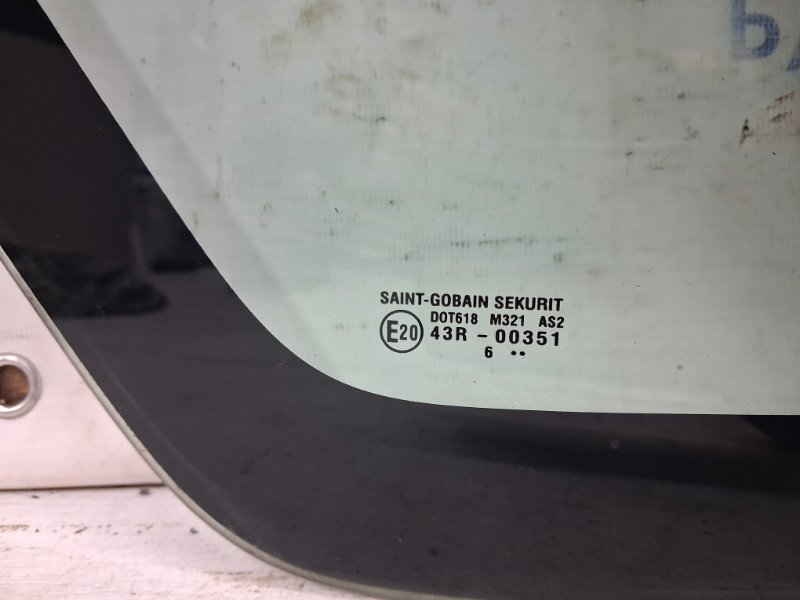 SAINT-GOBAIN SEKURIT
DOT618 M321 AS2
E20 43R - 00351
6 ••